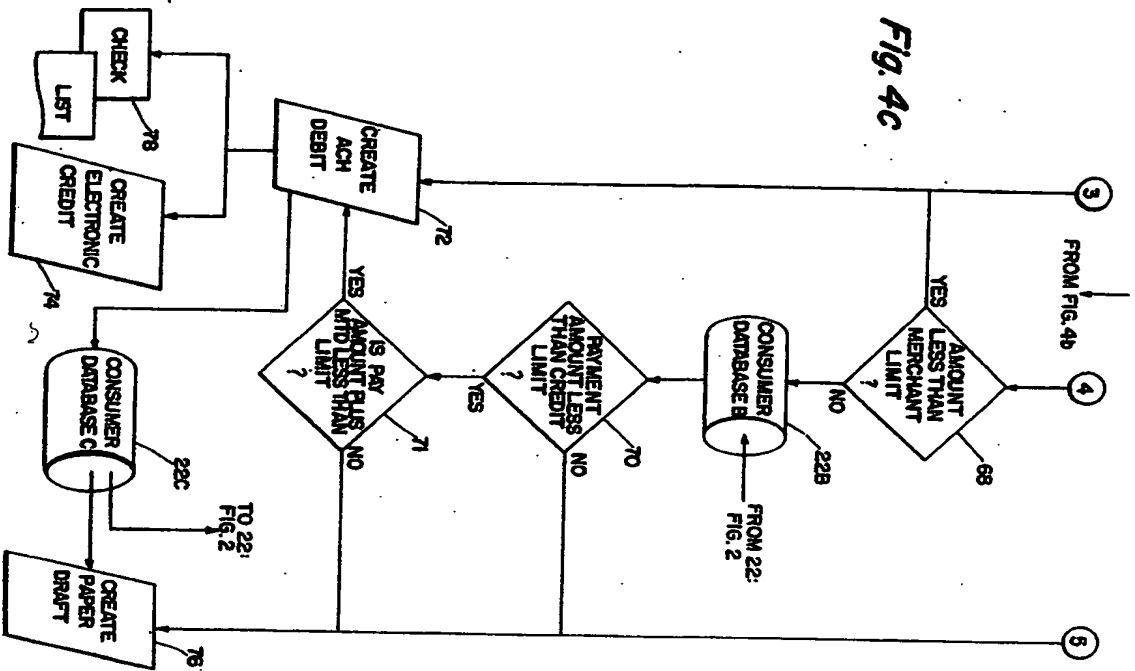 Fig. 4c
3
FROM FIG. 4b
4
5
AMOUNT
LESS THAN
MERCHANT
LIMIT
?
68
YES
NO
CONSUMER
DATABASE B
22B
FROM 22:
FIG. 2
PAYMENT
AMOUNT LESS
THAN CREDIT
LIMIT
?
70
NO
YES
IS PAY
AMOUNT PLUS
MTD LESS THAN
LIMIT
?
71
YES
NO
CREATE
ACH
DEBIT
72
CHECK
LIST
78
CREATE
ELECTRONIC
CREDIT
74
CONSUMER
DATABASE C
22C
TO 22:
FIG. 2
CREATE
PAPER
DRAFT
76